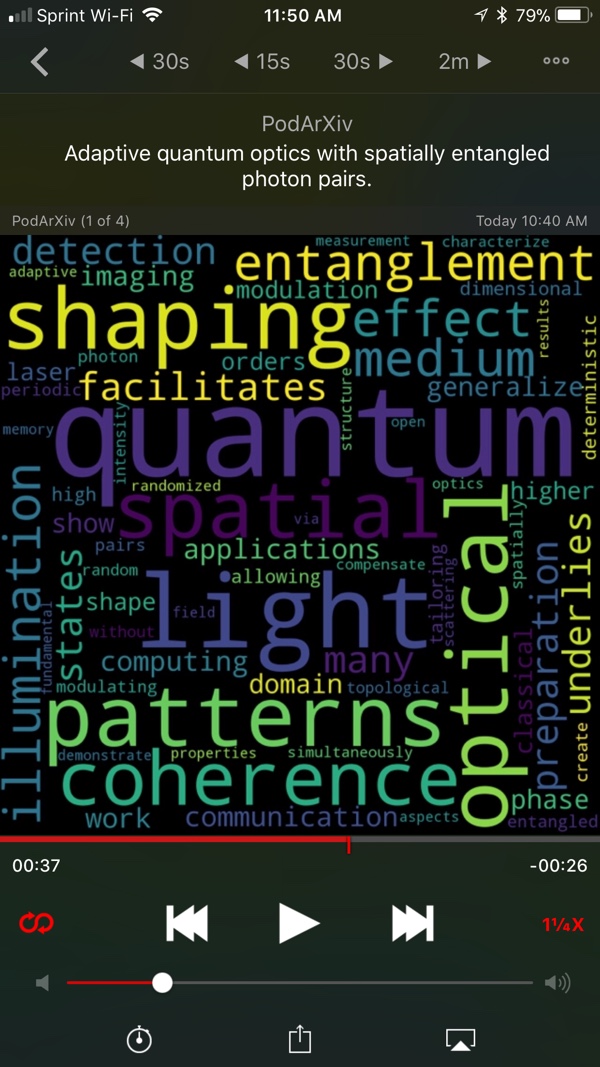 Sprint Wi-Fi 11:50 AM 79%
30s 15s 30s 2m
PodArXiv
Adaptive quantum optics with spatially entangled
photon pairs.
PodArXiv (1 of 4) Today 10:40 AM
measurement characterize
detection entanglement
adaptive imaging
modulation dimensional
shaping effect
results
photon orders medium
deterministic
laser
periodic facilitates structure generalize
quantum
memory intensity open
randomized optics
high spatial higher
illumination show via optical spatially
pairs applications
states random allowing compensate
tailoring scattering
shape field light
without underlies
fundamental computing many classical preparation
modulating domain topological
patterns create
demonstrate properties simultaneously
coherence phase
work communication aspects entangled
00:37 -00:26
1¼X